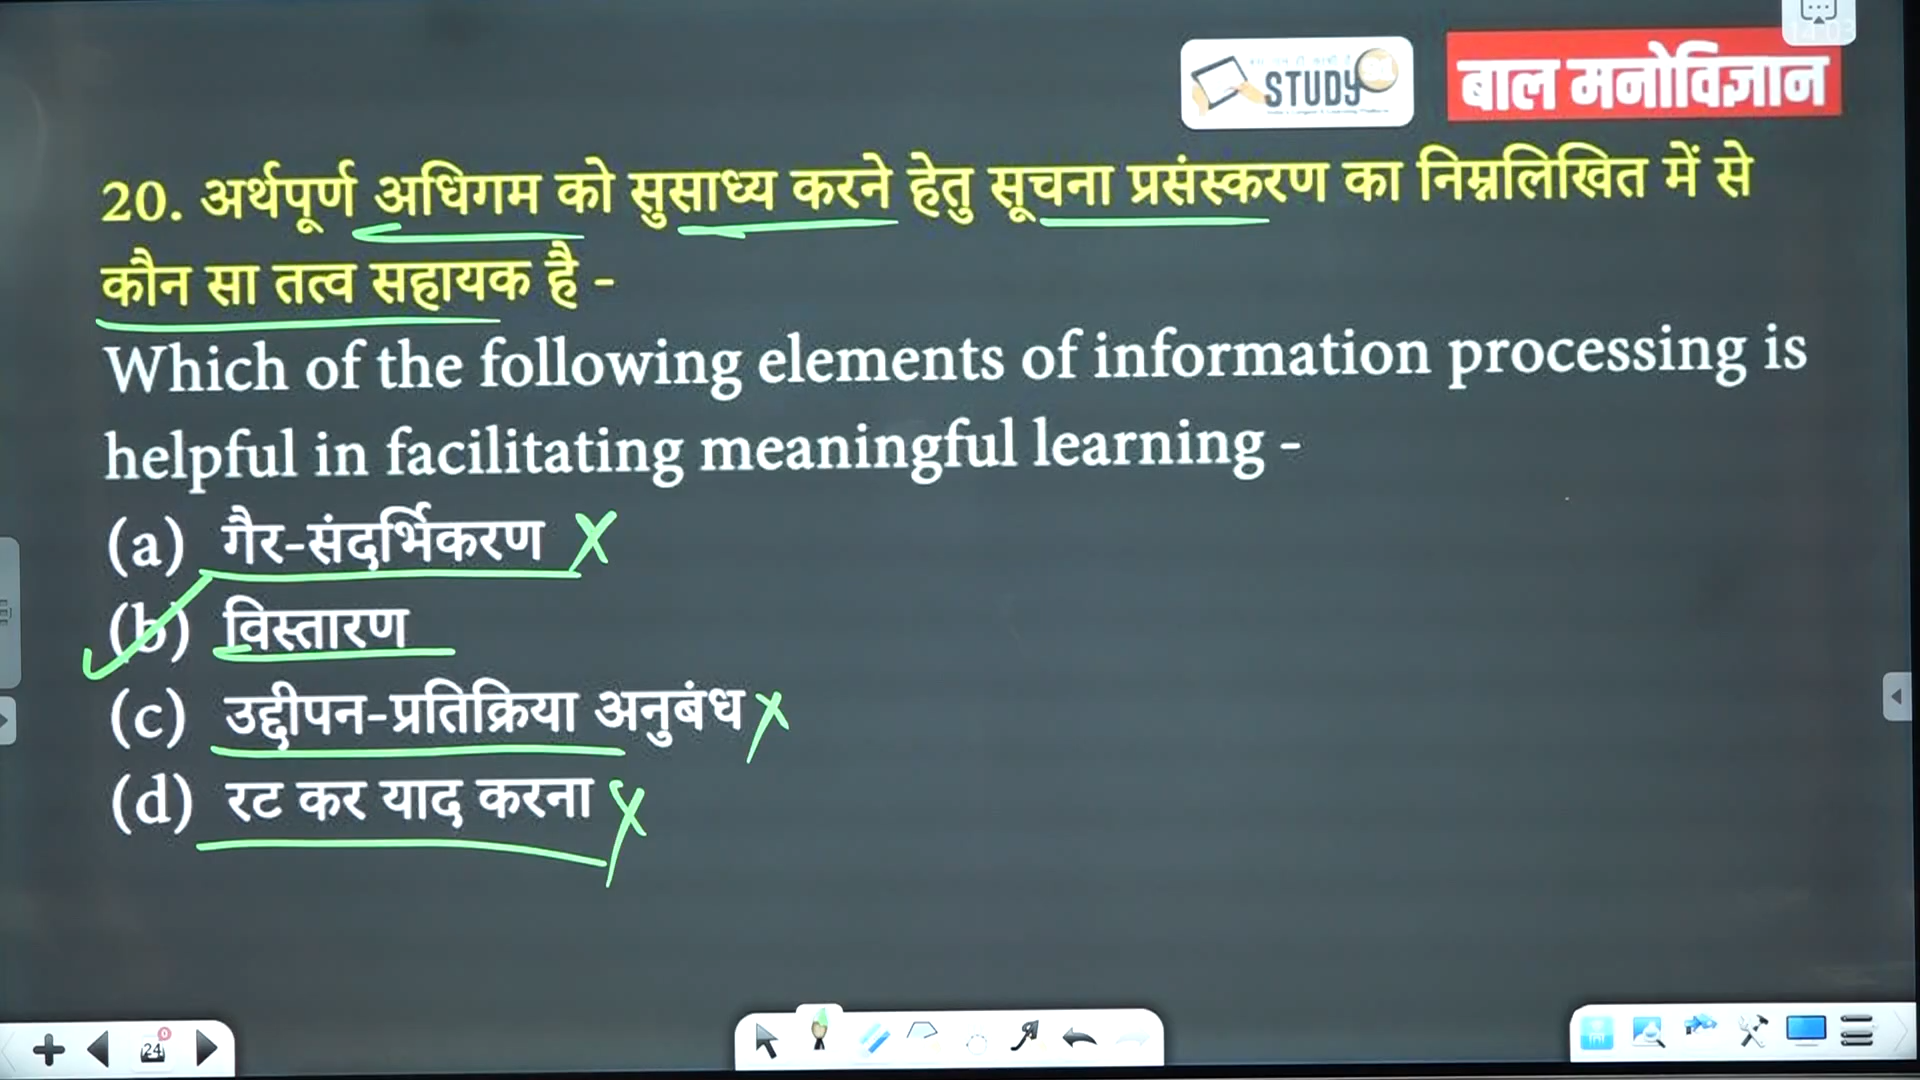 STUDY
बाल मनोविज्ञान
20. अर्थपूर्ण अधिगम को सुसाध्य करने हेतु सूचना प्रसंस्करण का निम्नलिखित में से
कौन सा तत्व सहायक है -
Which of the following elements of information processing is
helpful in facilitating meaningful learning -
(a) गैर-संदर्भिकरण
(b) विस्तारण
(c) उद्दीपन-प्रतिक्रिया अनुबंध
(d) रट कर याद करना
24